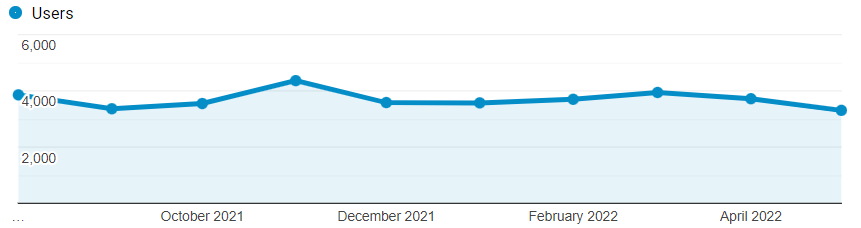 Users
6,000
4,000
2,000
... October 2021 December 2021 February 2022 April 2022